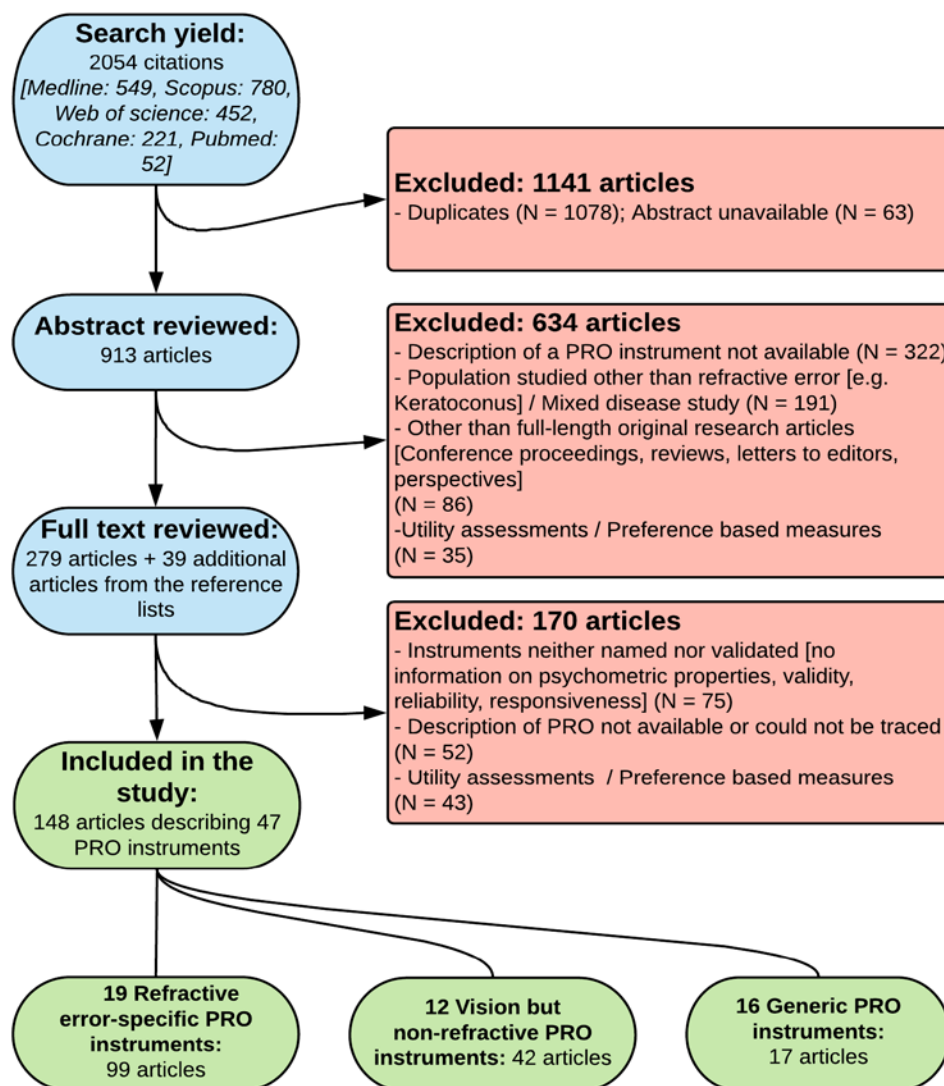 Search yield:
2054 citations
[Medline: 549, Scopus: 780,
Web of science: 452,
Cochrane: 221, Pubmed:
52]
Excluded: 1141 articles
- Duplicates (N = 1078); Abstract unavailable (N = 63)
Abstract reviewed:
913 articles
Excluded: 634 articles
- Description of a PRO instrument not available (N = 322)
- Population studied other than refractive error [e.g.
Keratoconus] / Mixed disease study (N = 191)
- Other than full-length original research articles
[Conference proceedings, reviews, letters to editors,
perspectives]
(N = 86)
-Utility assessments / Preference based measures
(N = 35)
Full text reviewed:
279 articles + 39 additional
articles from the reference
lists
Excluded: 170 articles
- Instruments neither named nor validated [no
information on psychometric properties, validity,
reliability, responsiveness] (N = 75)
- Description of PRO not available or could not be traced
(N = 52)
- Utility assessments / Preference based measures
(N = 43)
Included in the
study:
148 articles describing 47
PRO instruments
19 Refractive
error-specific PRO
instruments:
99 articles
12 Vision but
non-refractive PRO
instruments: 42 articles
16 Generic PRO
instruments:
17 articles